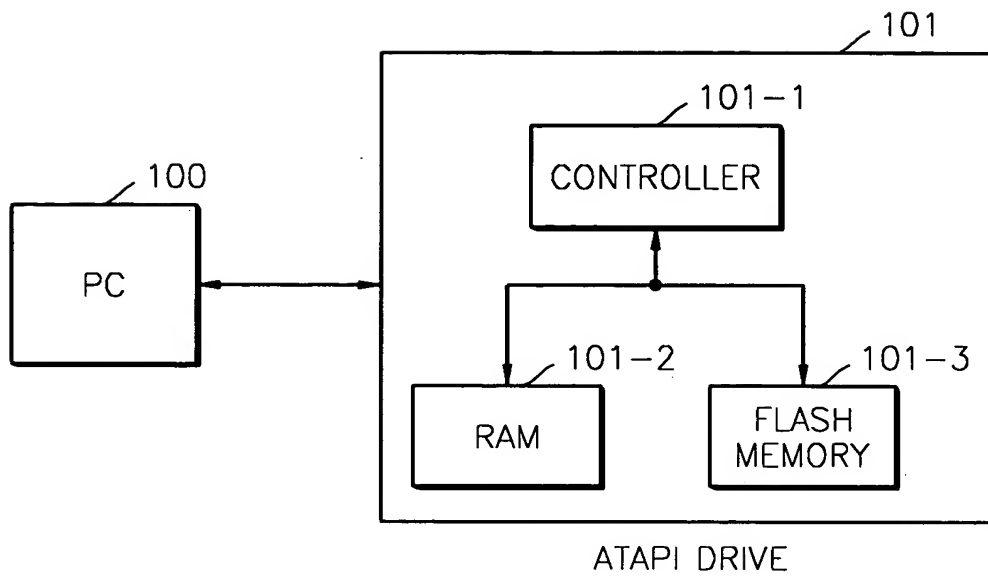 101
101-1
CONTROLLER
100
PC
101-2
RAM
101-3
FLASH
MEMORY
ATAPI DRIVE